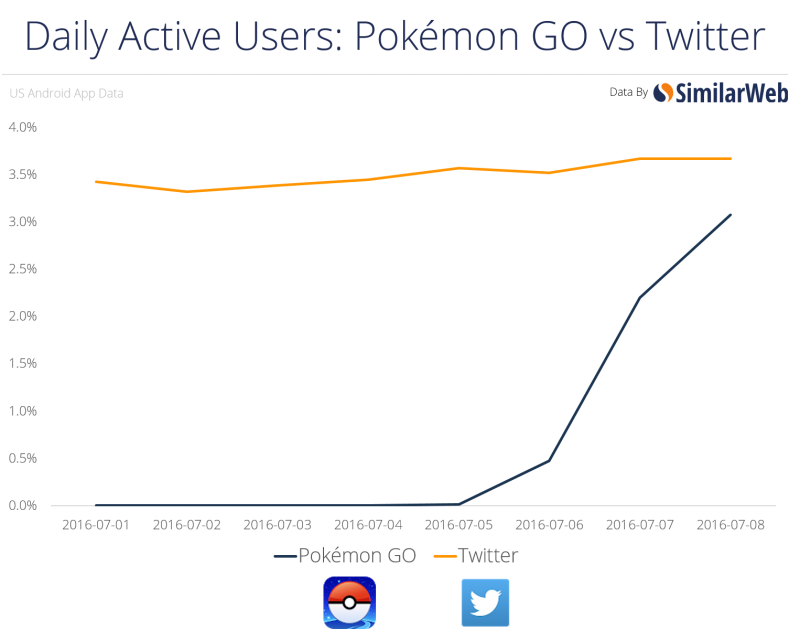 Daily Active Users: Pokémon GO vs Twitter
US Android App Data
Data By SimilarWeb
4.0%
3.5%
3.0%
2.5%
2.0%
1.5%
1.0%
0.5%
0.0%
2016-07-01 2016-07-02 2016-07-03 2016-07-04 2016-07-05 2016-07-06 2016-07-07 2016-07-08
Pokémon GO Twitter